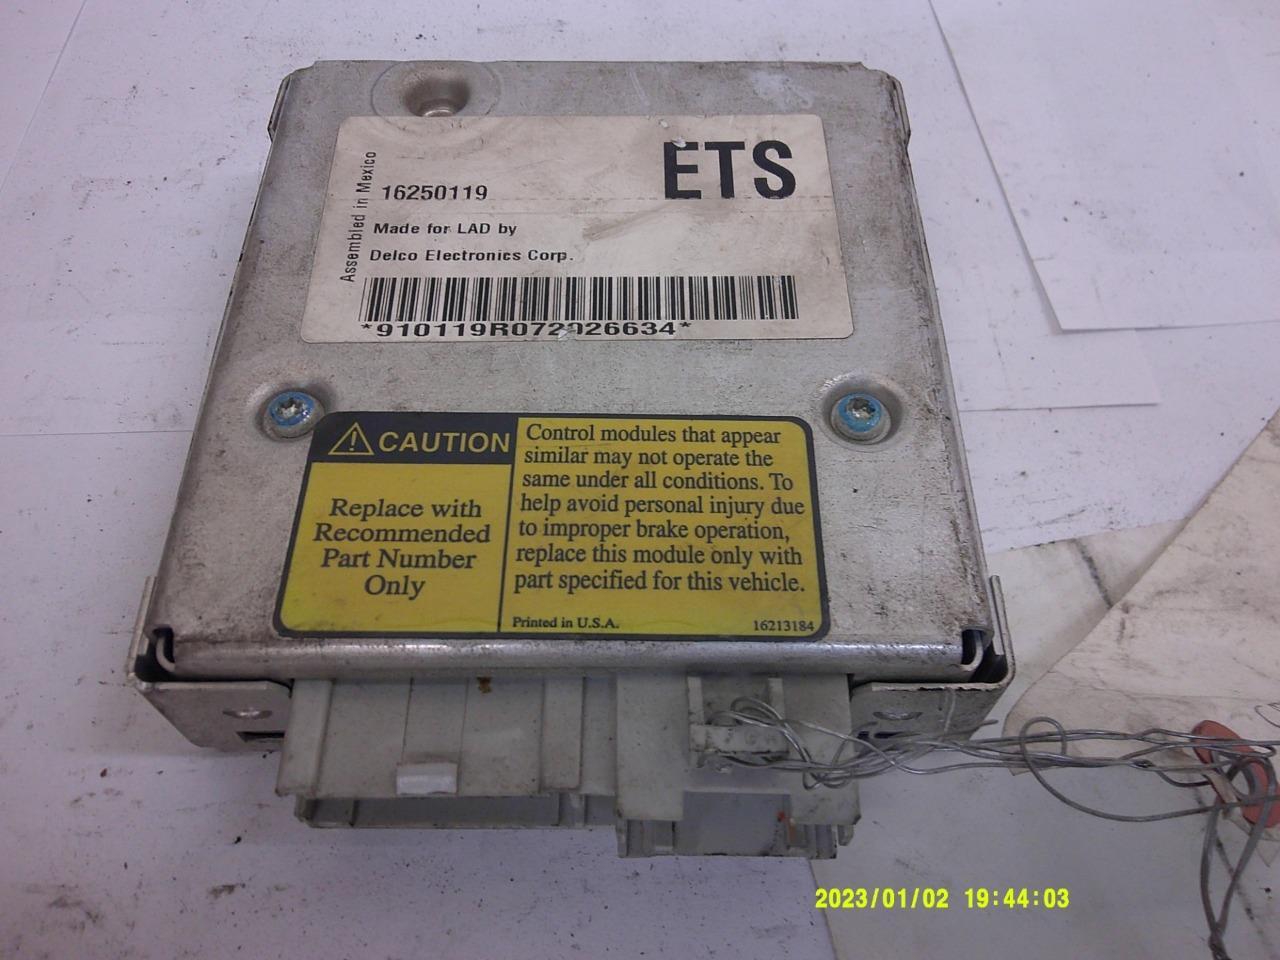 ETS
Assembled in Mexico
16250119
Made for LAD by
Delco Electronics Corp.
*910119R072026634*
CAUTION
Replace with
Recommended
Part Number
Only
Control modules that appear
similar may not operate the
same under all conditions. To
help avoid personal injury due
to improper brake operation,
replace this module only with
part specified for this vehicle.
Printed in U.S.A.
16213184
2023/01/02 19:44:03